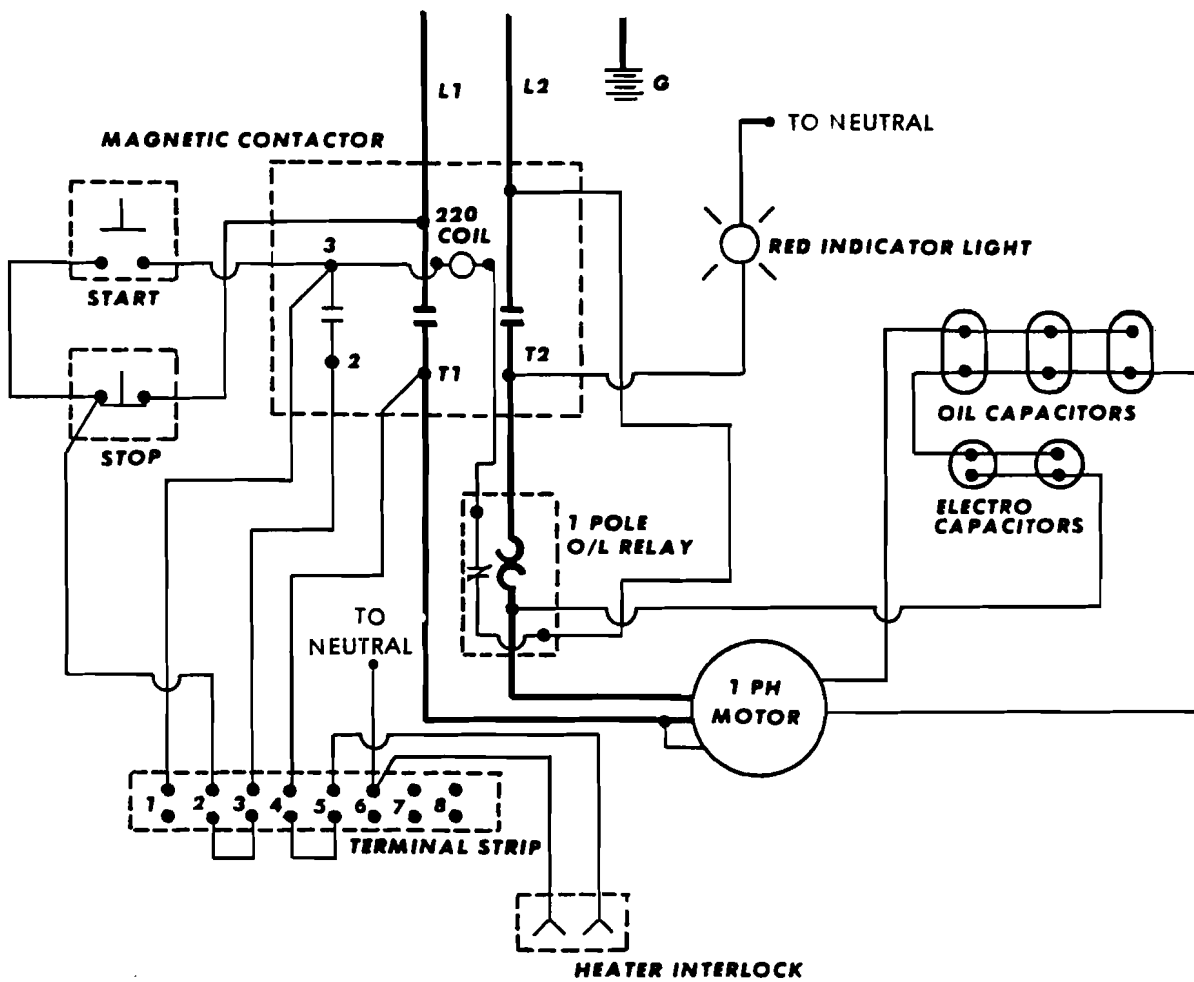 L1
L2
G
TO NEUTRAL
MAGNETIC CONTACTOR
220
COIL
3
RED INDICATOR LIGHT
START
2
T1
T2
OIL CAPACITORS
STOP
ELECTRO
CAPACITORS
1 POLE
O/L RELAY
TO
NEUTRAL
1 PH
MOTOR
1 2 3 4 5 6 7 8
TERMINAL STRIP
HEATER INTERLOCK